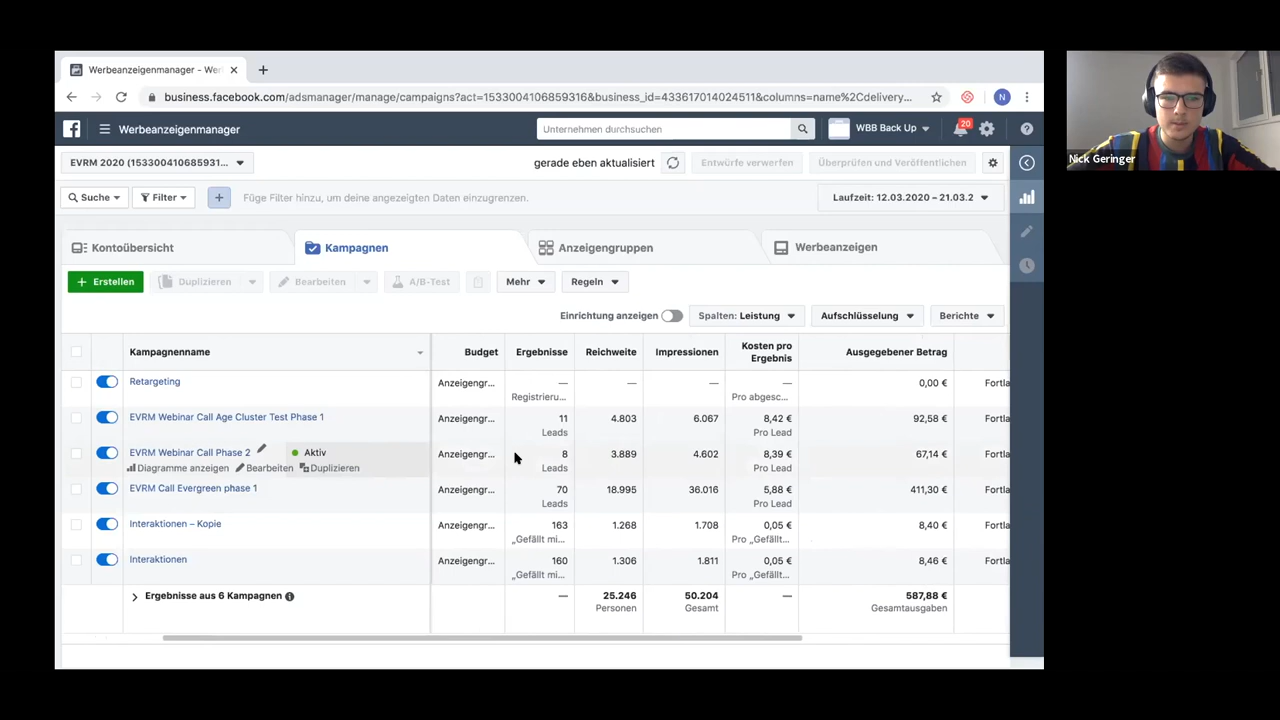 Werbeanzeigenmanager - Wer
business.facebook.com/adsmanager/manage/campaigns?act=1533004106859316&business_id=433617014024511&columns=name%2Cdelivery...
N
Werbeanzeigenmanager
Unternehmen durchsuchen
WBB Back Up
20
Nick Geringer
EVRM 2020 (153300410685931...
gerade eben aktualisiert
Entwürfe verwerfen
Überprüfen und Veröffentlichen
Suche
Filter
Füge Filter hinzu, um deine angezeigten Daten einzugrenzen.
Laufzeit: 12.03.2020 – 21.03.2
Kontoübersicht
Kampagnen
Anzeigengruppen
Werbeanzeigen
+ Erstellen
Duplizieren
Bearbeiten
A/B-Test
Mehr
Regeln
Einrichtung anzeigen
Spalten: Leistung
Aufschlüsselung
Berichte
Kampagnenname Budget Ergebnisse Reichweite Impressionen Kosten pro Ergebnis Ausgegebener Betrag
Retargeting Anzeigengr... — — — — 0,00 € Fortla
Registrieru... Pro abgesc...
EVRM Webinar Call Age Cluster Test Phase 1 Anzeigengr... 11 4.803 6.067 8,42 € 92,58 € Fortla
Leads Pro Lead
EVRM Webinar Call Phase 2 Aktiv Anzeigengr... 8 3.889 4.602 8,39 € 67,14 € Fortla
Diagramme anzeigen Bearbeiten Duplizieren Leads Pro Lead
EVRM Call Evergreen phase 1 Anzeigengr... 70 18.995 36.016 5,88 € 411,30 € Fortla
Leads Pro Lead
Interaktionen – Kopie Anzeigengr... 163 1.268 1.708 0,05 € 8,40 € Fortla
„Gefällt mi... Pro „Gefällt...
Interaktionen Anzeigengr... 160 1.306 1.811 0,05 € 8,46 € Fortla
„Gefällt mi... Pro „Gefällt...
Ergebnisse aus 6 Kampagnen — 25.246 50.204 — 587,88 €
Personen Gesamt Gesamtausgaben